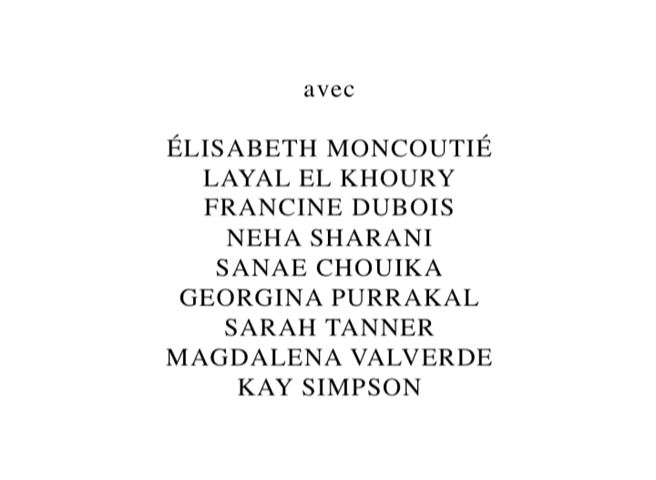 avec
ÉLISABETH MONCOUTIÉ
LAYAL EL KHOURY
FRANCINE DUBOIS
NEHA SHARANI
SANAE CHOUIKA
GEORGINA PURRAKAL
SARAH TANNER
MAGDALENA VALVERDE
KAY SIMPSON